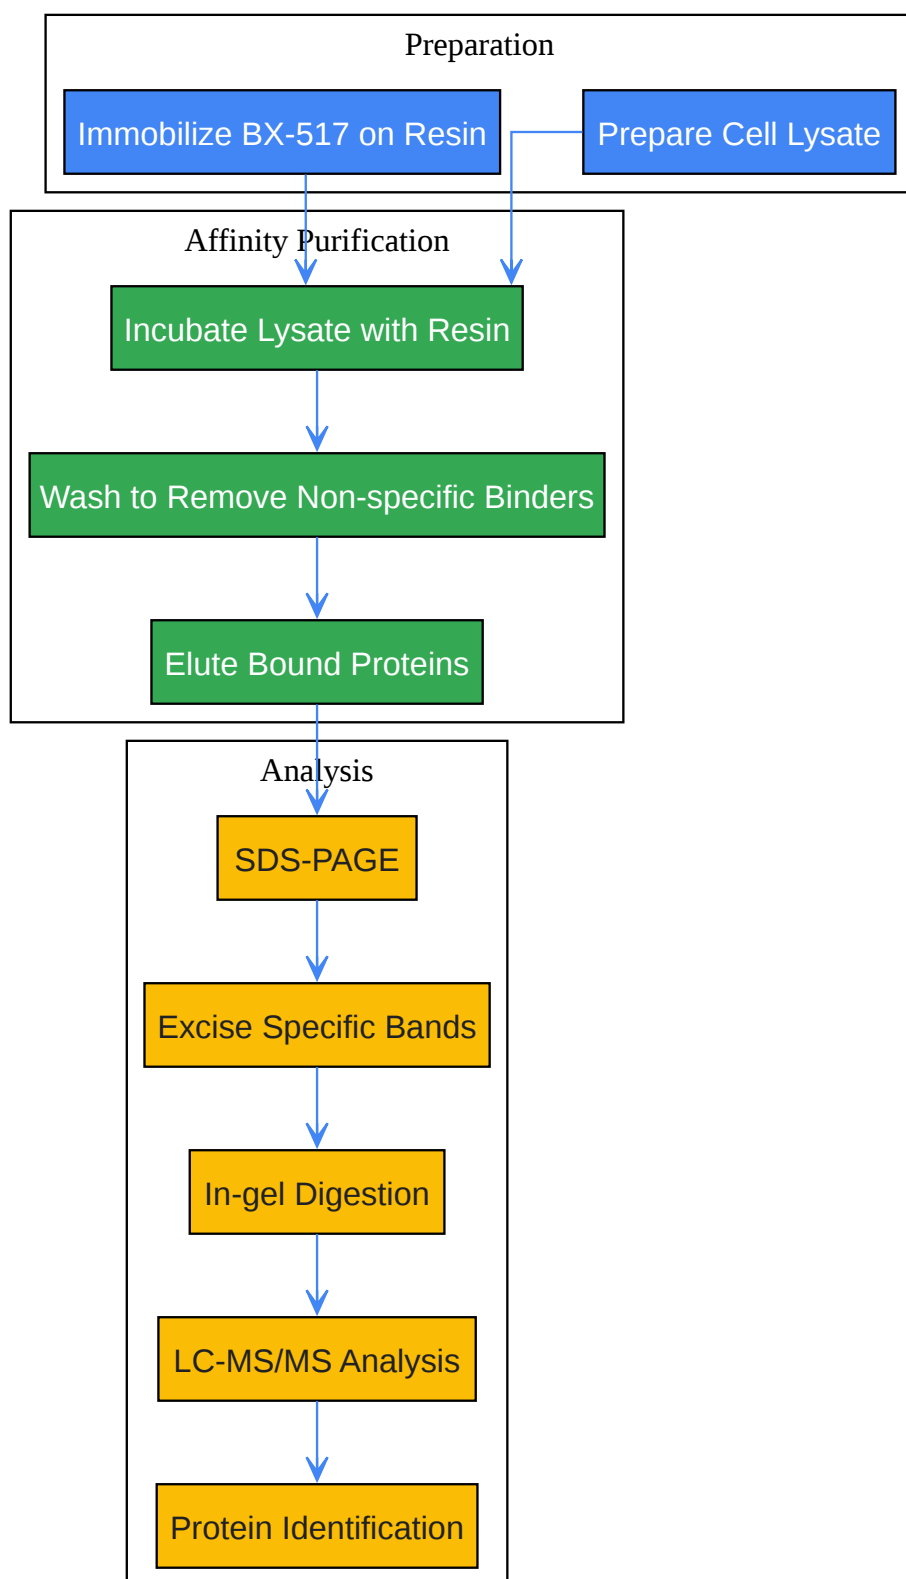 Preparation
Immobilize BX-517 on Resin
Prepare Cell Lysate
Affinity Purification
Incubate Lysate with Resin
Wash to Remove Non-specific Binders
Elute Bound Proteins
Analysis
SDS-PAGE
Excise Specific Bands
In-gel Digestion
LC-MS/MS Analysis
Protein Identification